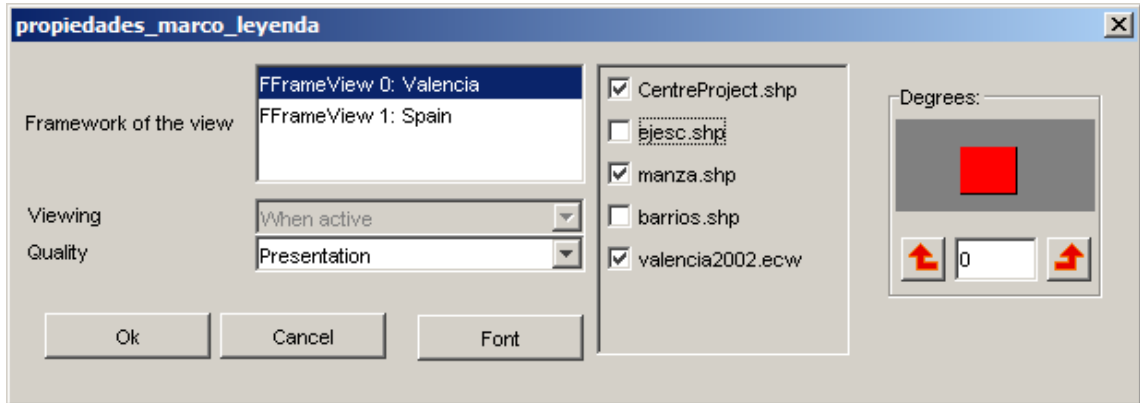 propiedades_marco_leyenda
Framework of the view
FFrameView 0: Valencia
FFrameView 1: Spain
Viewing
When active
Quality
Presentation
Ok
Cancel
Font
CentreProject.shp
ejesc.shp
manza.shp
barrios.shp
valencia2002.ecw
Degrees:
0